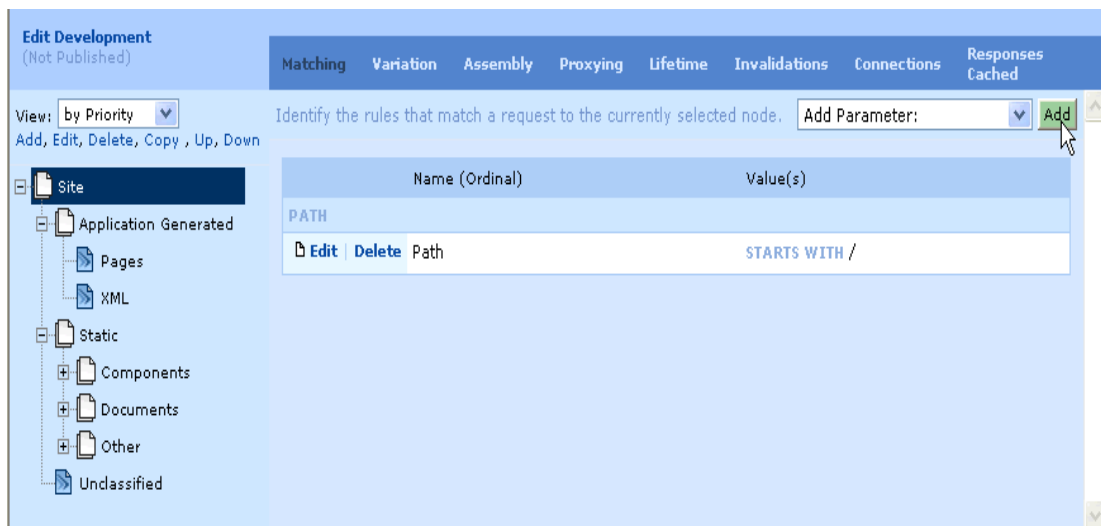 Edit Development
(Not Published)
Matching Variation Assembly Proxying Lifetime Invalidations Connections Responses Cached
View: by Priority
Add, Edit, Delete, Copy , Up, Down
Identify the rules that match a request to the currently selected node. Add Parameter: Add
Site
Application Generated
Pages
XML
Static
Components
Documents
Other
Unclassified
Name (Ordinal) Value(s)
PATH
Edit | Delete Path STARTS WITH /